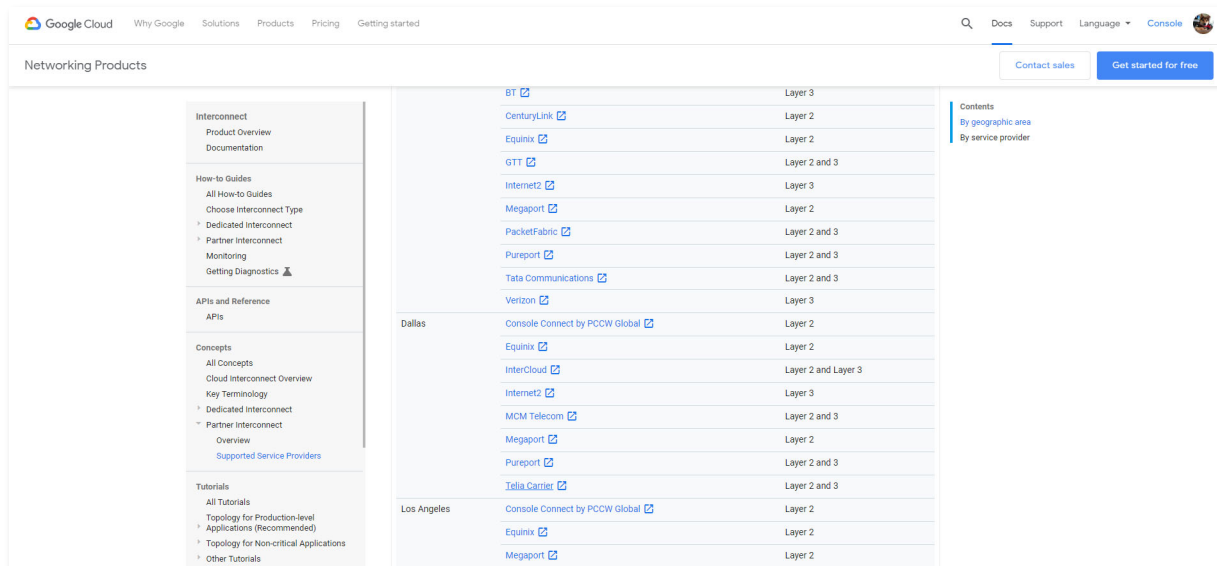 Google Cloud Why Google Solutions Products Pricing Getting started Docs Support Language Console
Networking Products Contact sales Get started for free
Interconnect
Product Overview
Documentation
How-to Guides
All How-to Guides
Choose Interconnect Type
Dedicated Interconnect
Partner Interconnect
Monitoring
Getting Diagnostics
APIs and Reference
APIs
Concepts
All Concepts
Cloud Interconnect Overview
Key Terminology
Dedicated Interconnect
Partner Interconnect
Overview
Supported Service Providers
Tutorials
All Tutorials
Topology for Production-level
Applications (Recommended)
Topology for Non-critical Applications
Other Tutorials
BT Layer 3
CenturyLink Layer 2
Equinix Layer 2
GTT Layer 2 and 3
Internet2 Layer 3
Megaport Layer 2
PacketFabric Layer 2 and 3
Pureport Layer 2 and 3
Tata Communications Layer 2 and 3
Verizon Layer 3
Dallas Console Connect by PCCW Global Layer 2
Equinix Layer 2
InterCloud Layer 2 and Layer 3
Internet2 Layer 3
MCM Telecom Layer 2 and 3
Megaport Layer 2
Pureport Layer 2 and 3
Telia Carrier Layer 2 and 3
Los Angeles Console Connect by PCCW Global Layer 2
Equinix Layer 2
Megaport Layer 2
Contents
By geographic area
By service provider